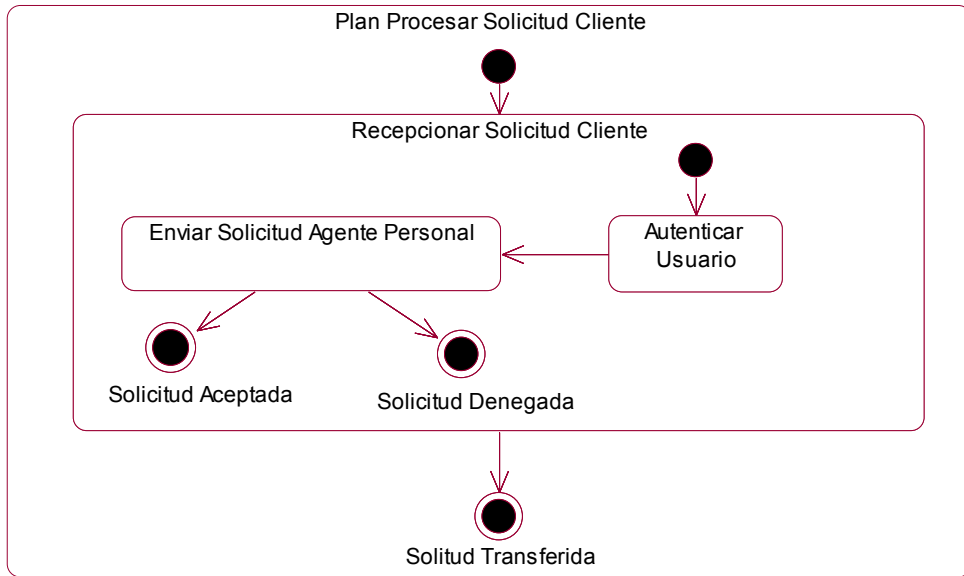 Plan Procesar Solicitud Cliente
Recepcionar Solicitud Cliente
Enviar Solicitud Agente Personal
Autenticar
Usuario
Solicitud Aceptada
Solicitud Denegada
Solitud Transferida